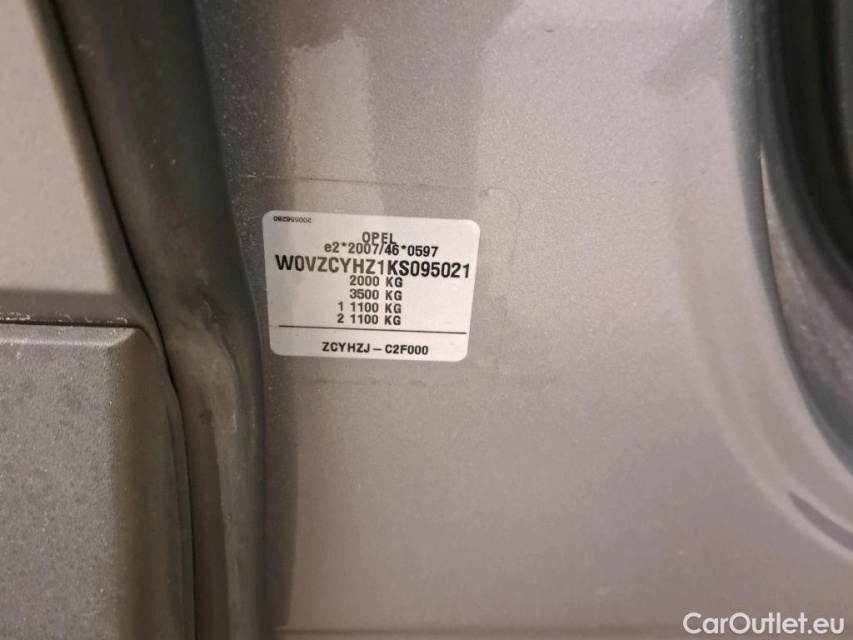 200556280
OPEL
e2*2007/46*0597
W0VZCYHZ1KS095021
2000 KG
3500 KG
1 1100 KG
2 1100 KG
ZCYHZJ – C2F000
CarOutlet.eu